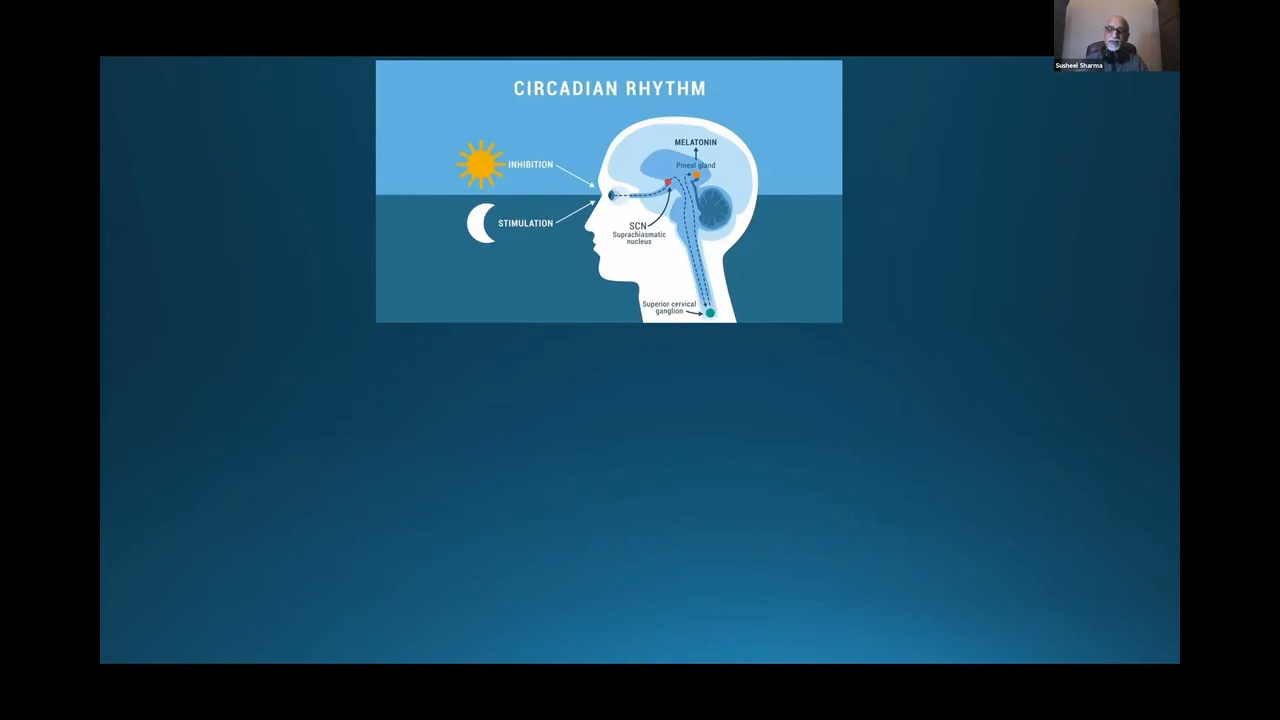 Susheel Sharma
CIRCADIAN RHYTHM
MELATONIN
Pineal gland
INHIBITION
STIMULATION
SCN
Suprachiasmatic
nucleus
Superior cervical
ganglion